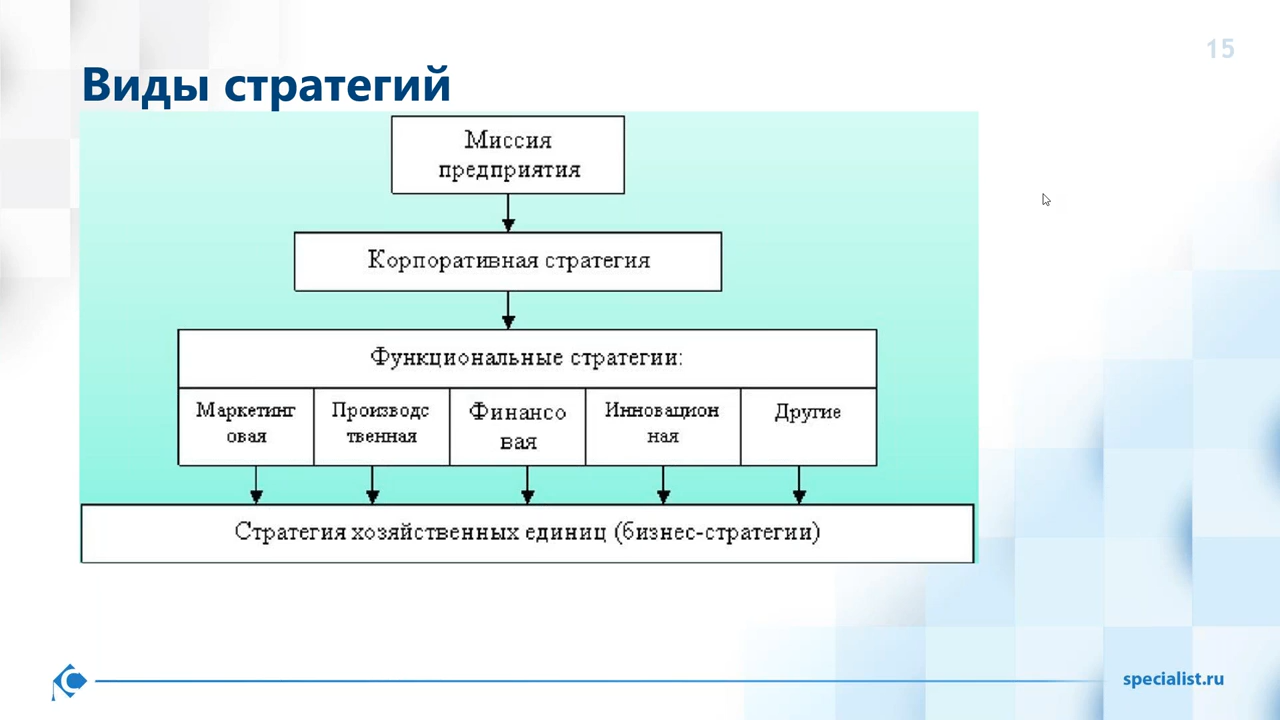 15
Виды стратегий
Миссия
предприятия
Корпоративная стратегия
Функциональные стратегии:
Маркетинг
овая
Производс
твенная
Финансо
вая
Инновацион
ная
Другие
Стратегия хозяйственных единиц (бизнес-стратегии)
specialist.ru